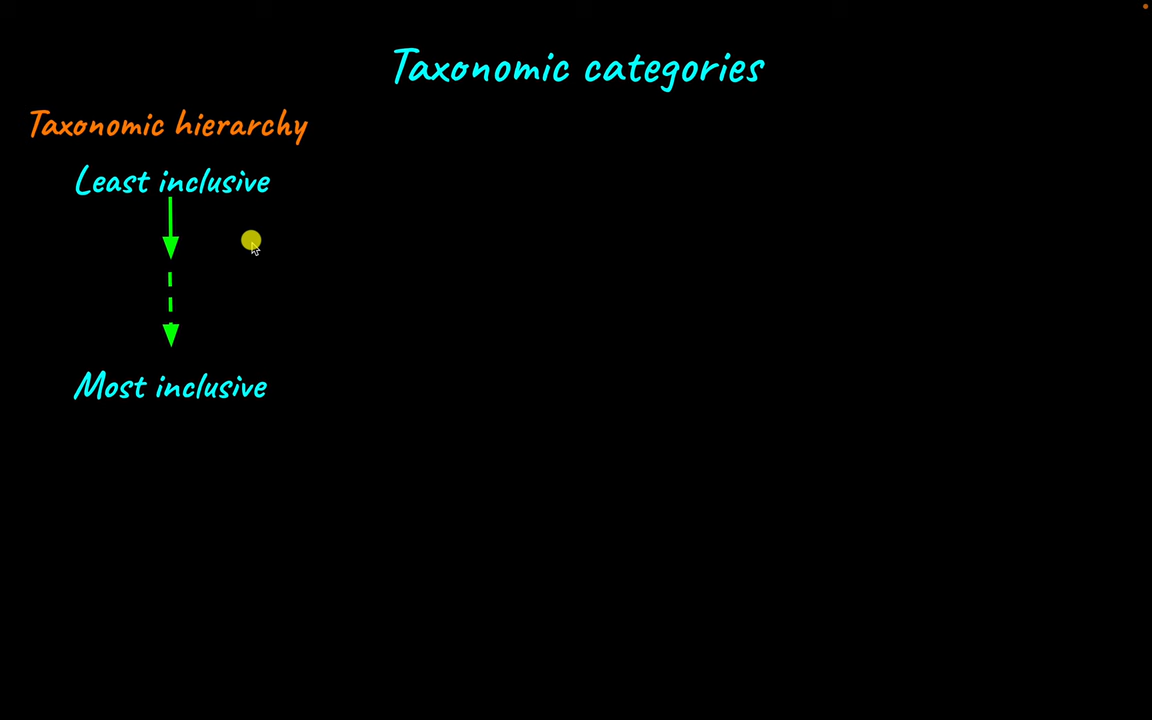 Taxonomic categories
Taxonomic hierarchy
Least inclusive
Most inclusive